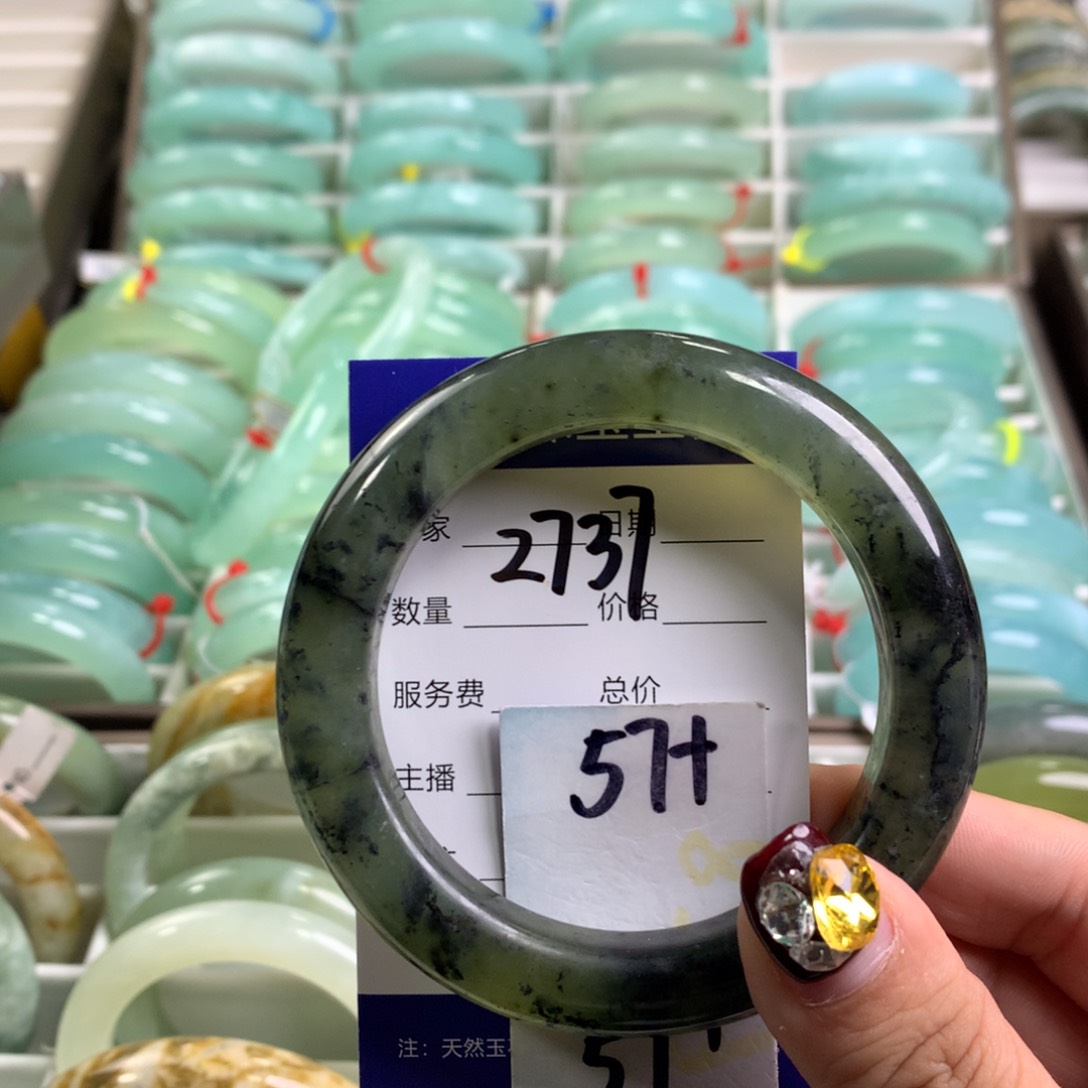 家 日期
2737
数量 价格
服务费 总价
57+
主播
注：天然玉